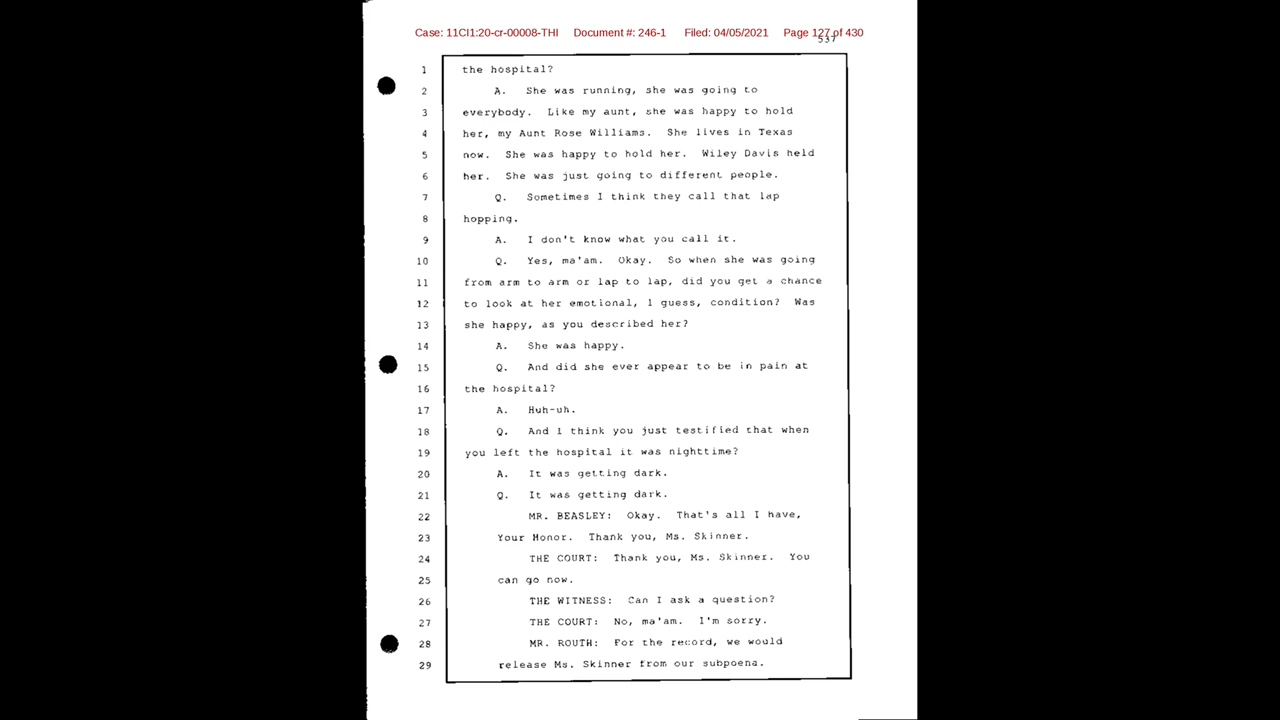 Case: 11CI1:20-cr-00008-THI Document #: 246-1 Filed: 04/05/2021 Page 127 of 430
537
1 the hospital?
2 A. She was running, she was going to
3 everybody. Like my aunt, she was happy to hold
4 her, my Aunt Rose Williams. She lives in Texas
5 now. She was happy to hold her. Wiley Davis held
6 her. She was just going to different people.
7 Q. Sometimes I think they call that lap
8 hopping.
9 A. I don't know what you call it.
10 Q. Yes, ma'am. Okay. So when she was going
11 from arm to arm or lap to lap, did you get a chance
12 to look at her emotional, I guess, condition? Was
13 she happy, as you described her?
14 A. She was happy.
15 Q. And did she ever appear to be in pain at
16 the hospital?
17 A. Huh-uh.
18 Q. And I think you just testified that when
19 you left the hospital it was nighttime?
20 A. It was getting dark.
21 Q. It was getting dark.
22 MR. BEASLEY: Okay. That's all I have,
23 Your Honor. Thank you, Ms. Skinner.
24 THE COURT: Thank you, Ms. Skinner. You
25 can go now.
26 THE WITNESS: Can I ask a question?
27 THE COURT: No, ma'am. I'm sorry.
28 MR. ROUTH: For the record, we would
29 release Ms. Skinner from our subpoena.